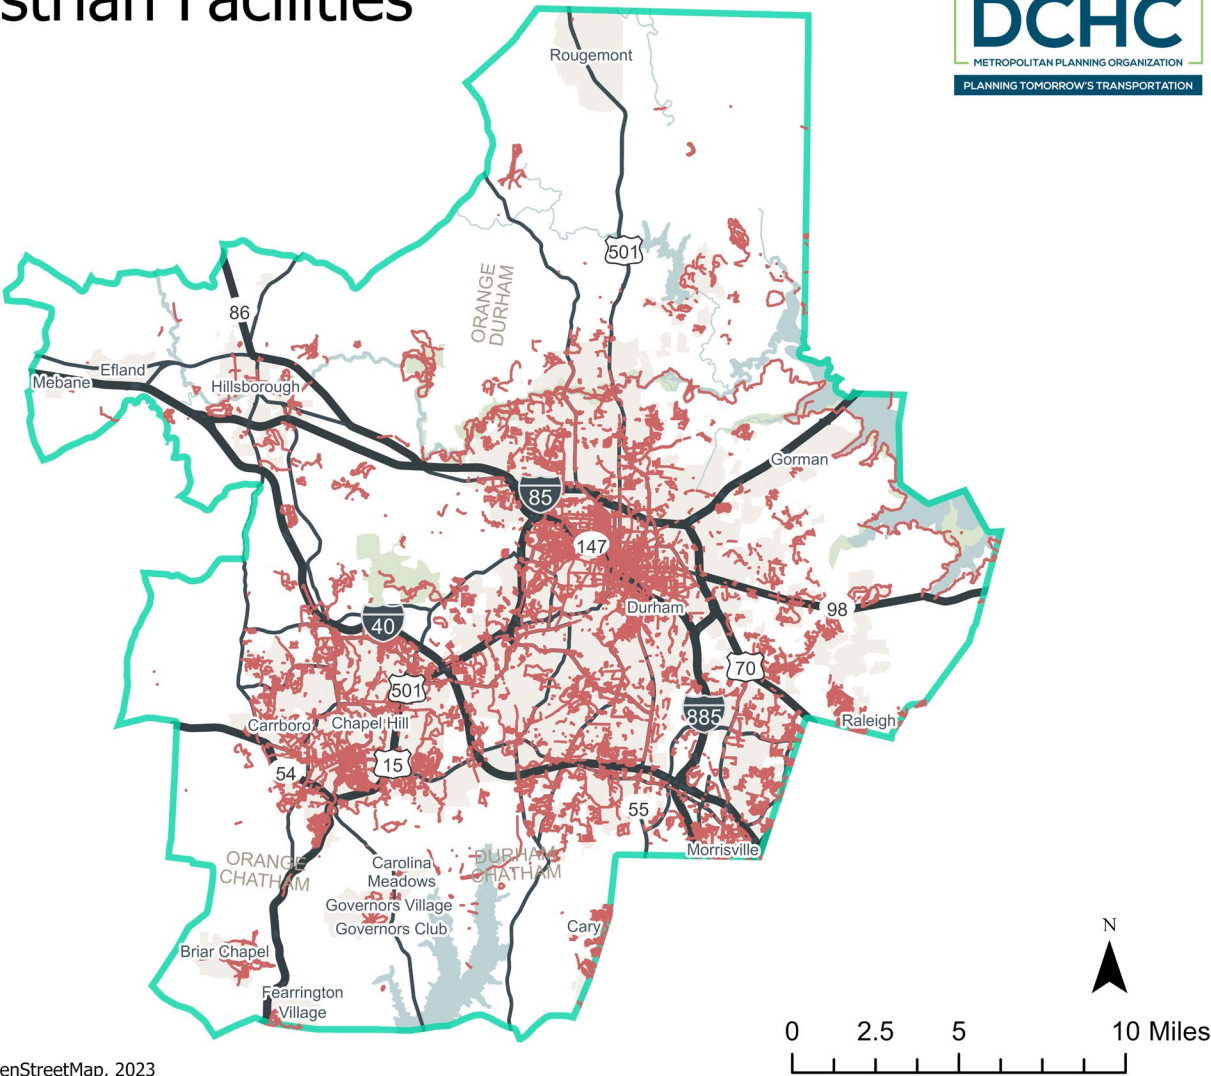 strian Facilities
DCHC
METROPOLITAN PLANNING ORGANIZATION
PLANNING TOMORROW'S TRANSPORTATION
Rougemont
501
ORANGE
DURHAM
86
Efland
Mebane
Hillsborough
Gorman
85
147
98
Durham
40
70
501
885
Raleigh
Carrboro
Chapel Hill
15
54
55
Morrisville
ORANGE
CHATHAM
DURHAM
CHATHAM
Carolina
Meadows
Governors Village
Governors Club
Cary
Briar Chapel
Fearrington
Village
N
0 2.5 5 10 Miles
enStreetMap, 2023